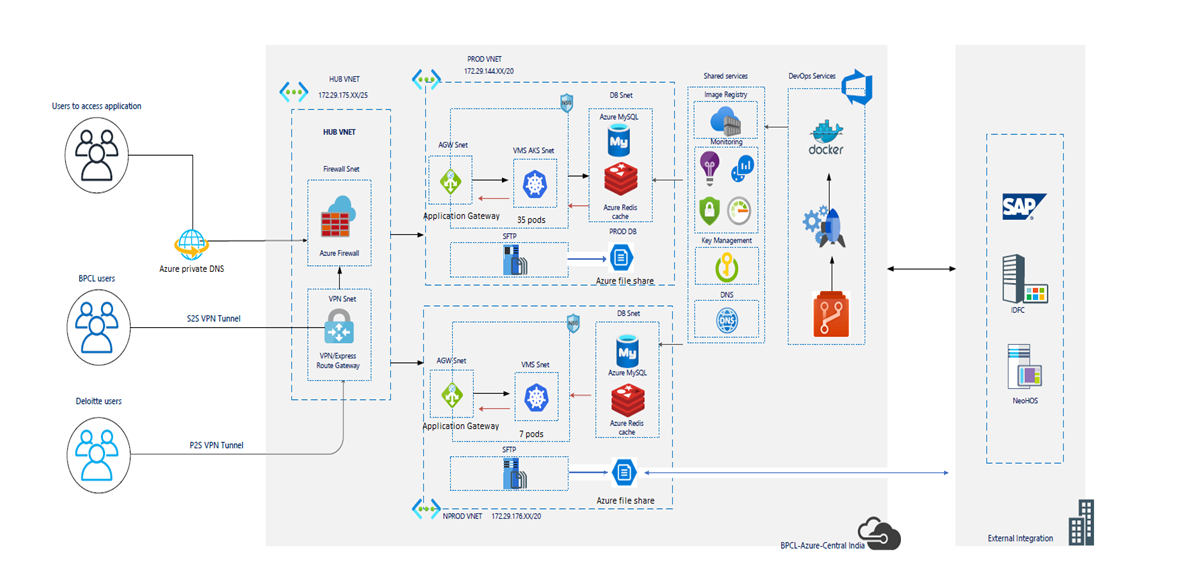 Users to access application
Azure private DNS
BPCL users
S2S VPN Tunnel
Deloitte users
P2S VPN Tunnel
HUB VNET
172.29.175.XX/25
HUB VNET
Firewall Snet
Azure Firewall
VPN Snet
VPN/Express
Route Gateway
PROD VNET
172.29.144.XX/20
NSG
AGW Snet
Application Gateway
VMS AKS Snet
35 pods
DB Snet
Azure MySQL
My
Azure Redis
cache
PROD DB
SFTP
Azure file share
NSG
AGW Snet
Application Gateway
VMS Snet
7 pods
DB Snet
My
Azure MySQL
Azure Redis
cache
SFTP
Azure file share
NPROD VNET 172.29.176.XX/20
Shared services
Image Registry
Monitoring
Key Management
DNS
DNS
DevOps Services
docker
BPCL-Azure-Central India
SAP
IDFC
NeoHOS
External Integration